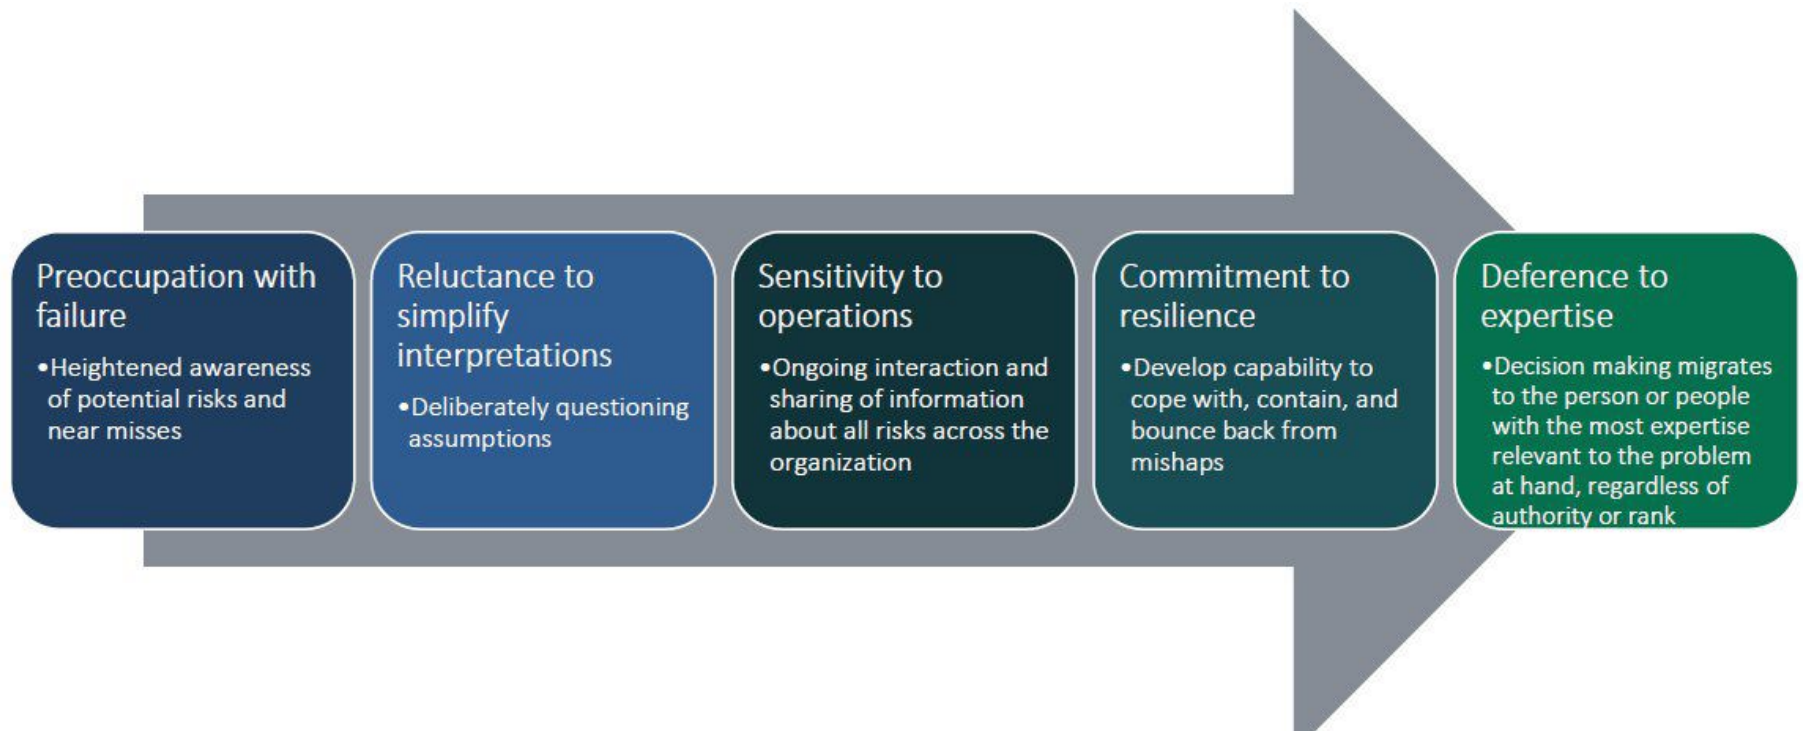 Preoccupation with
failure
•Heightened awareness
of potential risks and
near misses
Reluctance to
simplify
interpretations
•Deliberately questioning
assumptions
Sensitivity to
operations
•Ongoing interaction and
sharing of information
about all risks across the
organization
Commitment to
resilience
•Develop capability to
cope with, contain, and
bounce back from
mishaps
Deference to
expertise
•Decision making migrates
to the person or people
with the most expertise
relevant to the problem
at hand, regardless of
authority or rank